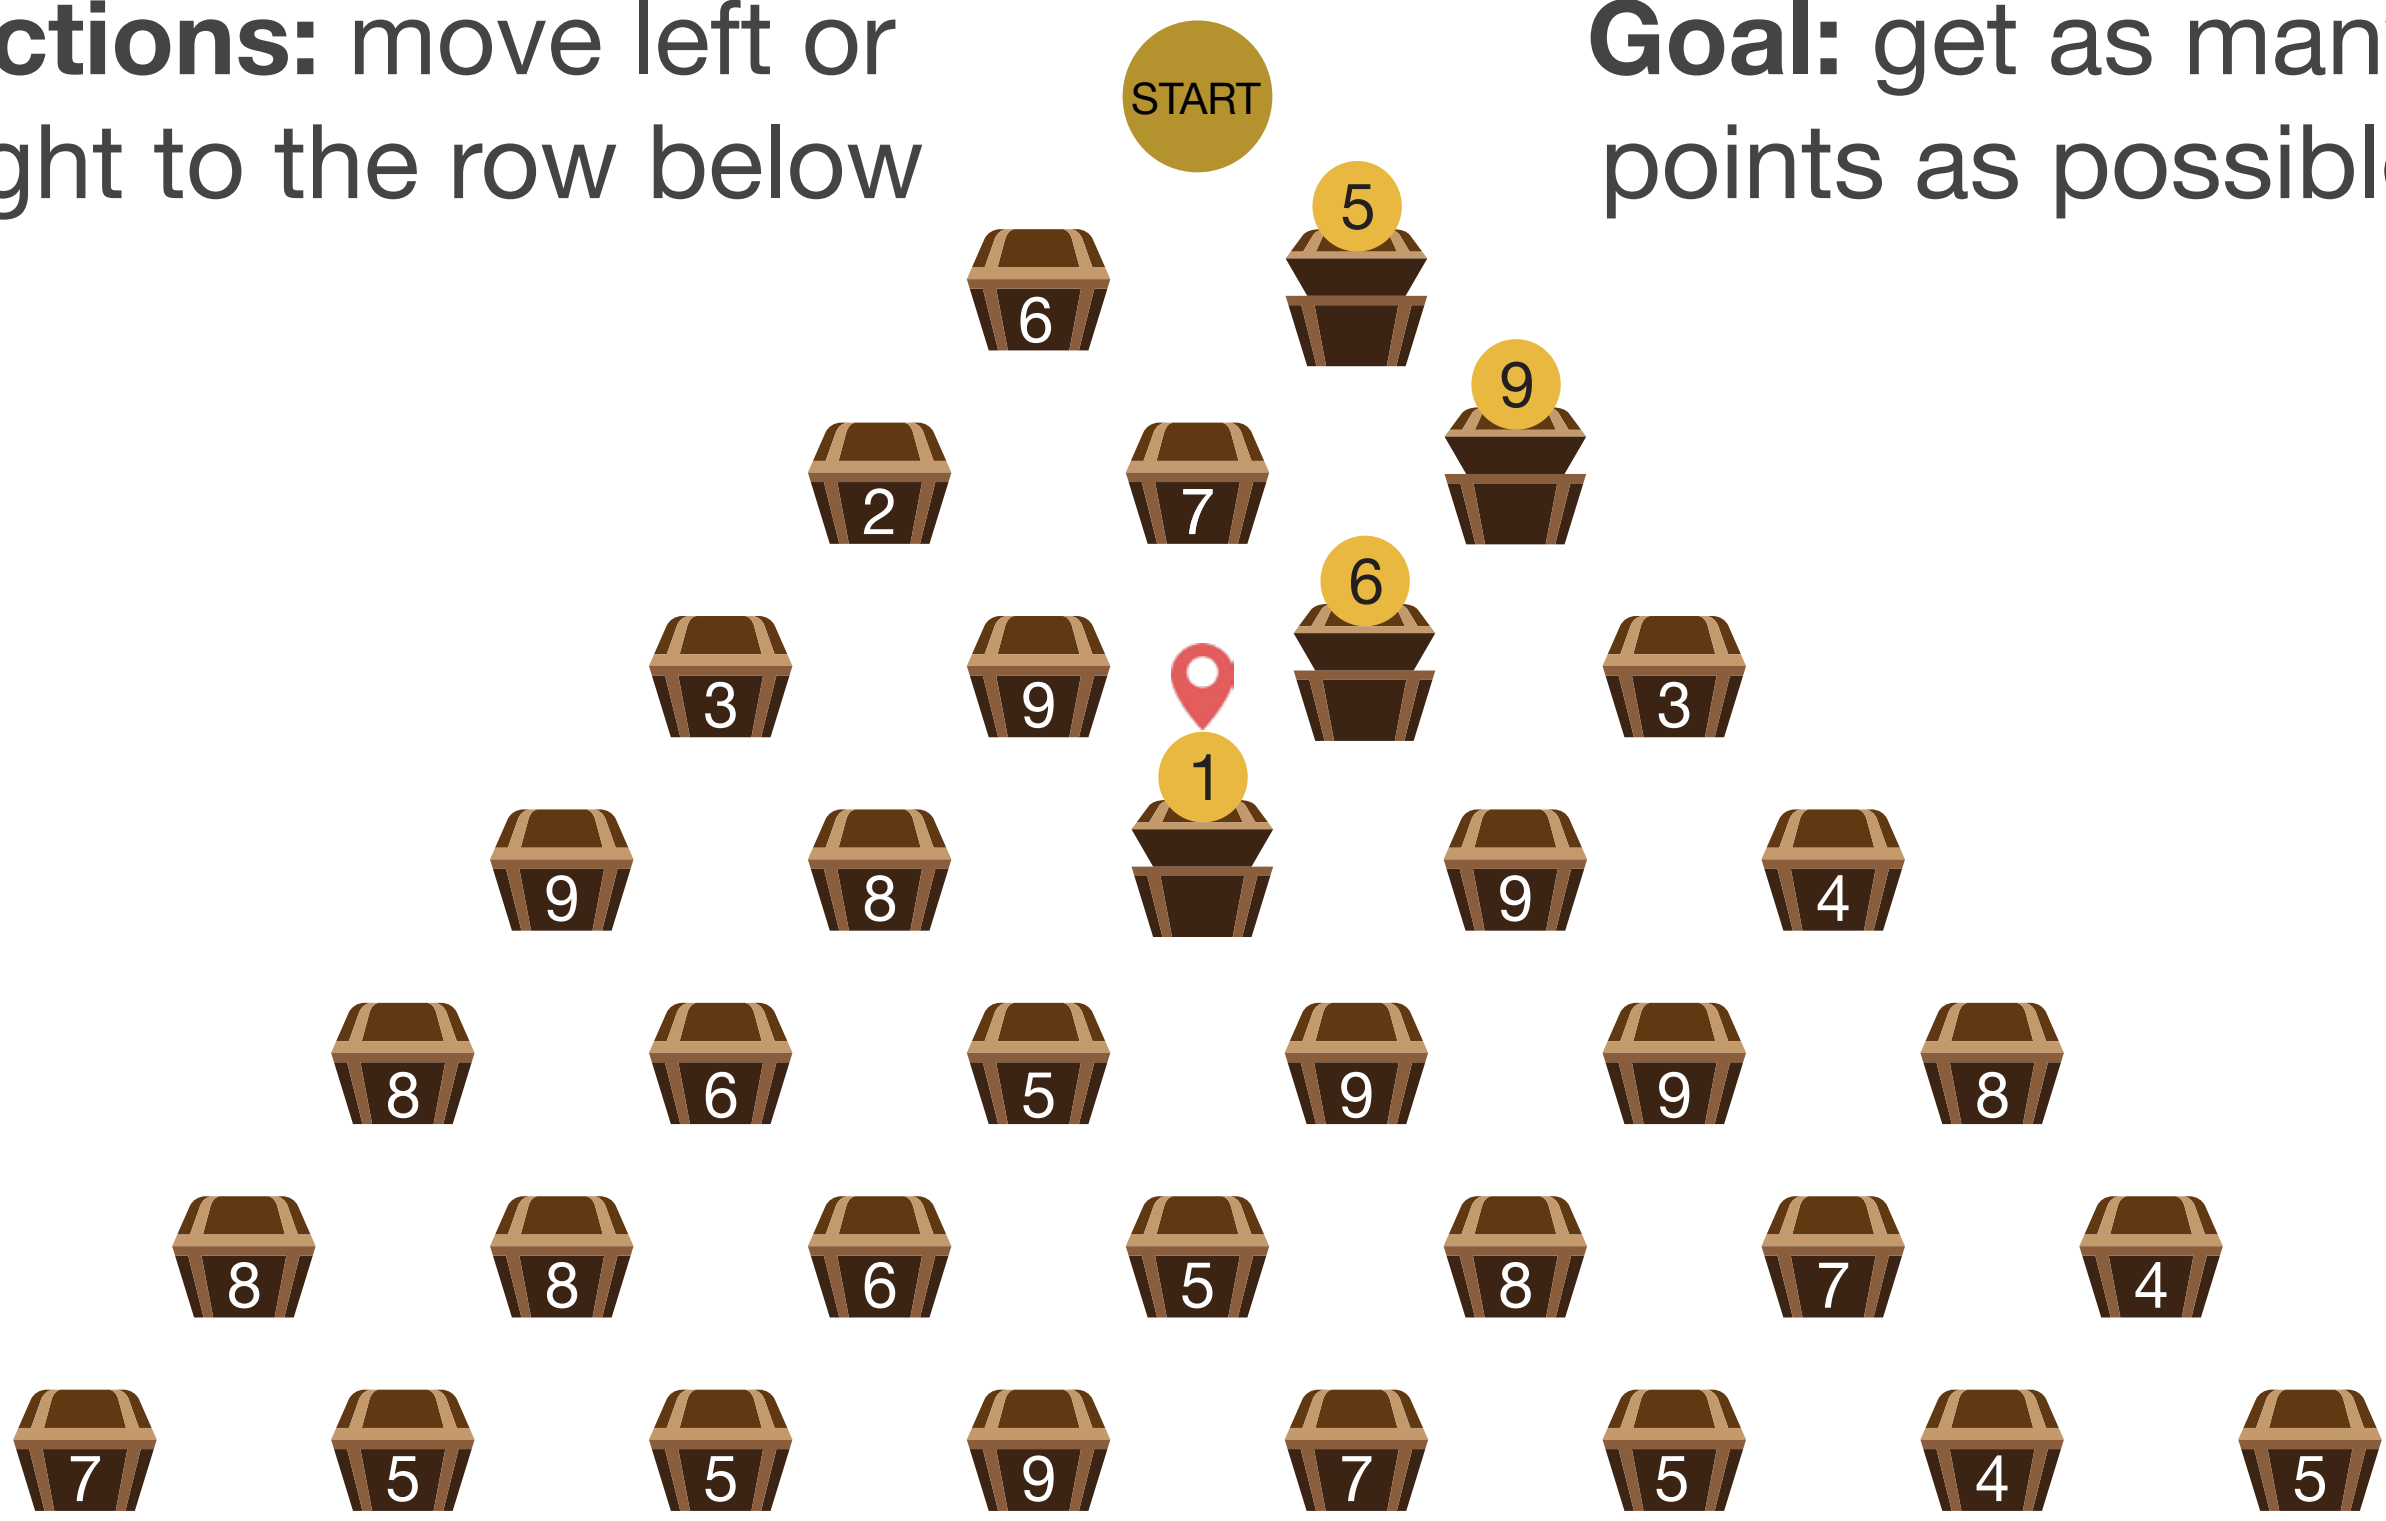 ctions: move left or
START
Goal: get as man
ght to the row below
points as possibl
5
6
9
2 7
6
3 9 3
1
9 8 9 4
8 6 5 9 9 8
8 8 6 5 8 7 4
7 5 5 9 7 5 4 5